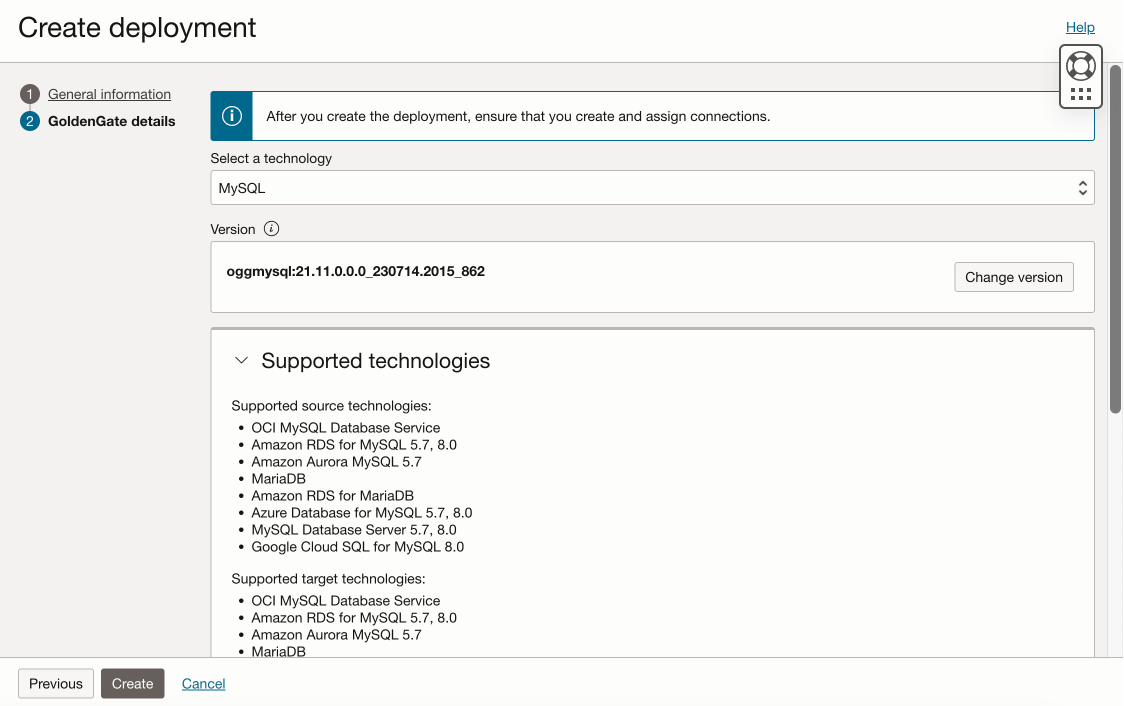 Create deployment
Help
1 General information
2 GoldenGate details
After you create the deployment, ensure that you create and assign connections.
Select a technology
MySQL
Version
oggmysql:21.11.0.0.0_230714.2015_862
Change version
Supported technologies
Supported source technologies:
• OCI MySQL Database Service
• Amazon RDS for MySQL 5.7, 8.0
• Amazon Aurora MySQL 5.7
• MariaDB
• Amazon RDS for MariaDB
• Azure Database for MySQL 5.7, 8.0
• MySQL Database Server 5.7, 8.0
• Google Cloud SQL for MySQL 8.0
Supported target technologies:
• OCI MySQL Database Service
• Amazon RDS for MySQL 5.7, 8.0
• Amazon Aurora MySQL 5.7
• MariaDB
Previous Create Cancel